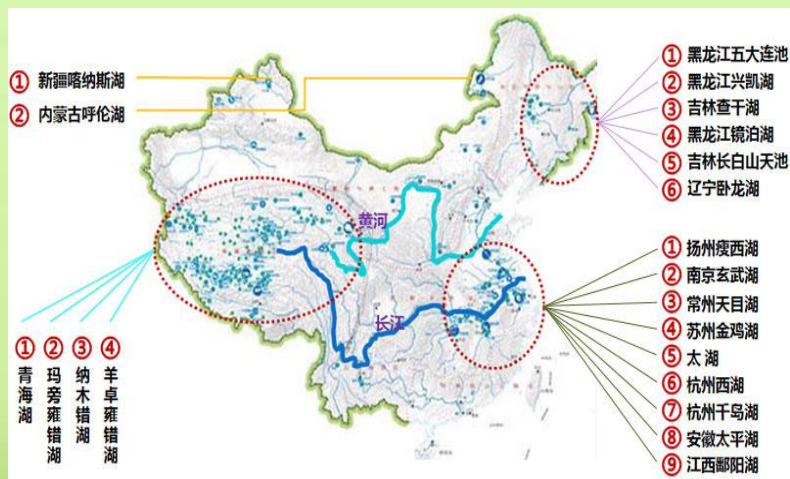 ① 新疆喀纳斯湖
② 内蒙古呼伦湖
① 黑龙江五大连池
② 黑龙江兴凯湖
③ 吉林查干湖
④ 黑龙江镜泊湖
⑤ 吉林长白山天池
⑥ 辽宁卧龙湖
黄河
长江
① 扬州瘦西湖
② 南京玄武湖
③ 常州天目湖
④ 苏州金鸡湖
⑤ 太 湖
⑥ 杭州西湖
⑦ 杭州千岛湖
⑧ 安徽太平湖
⑨ 江西鄱阳湖
① 青海湖
② 玛旁雍错湖
③ 纳木错湖
④ 羊卓雍错湖